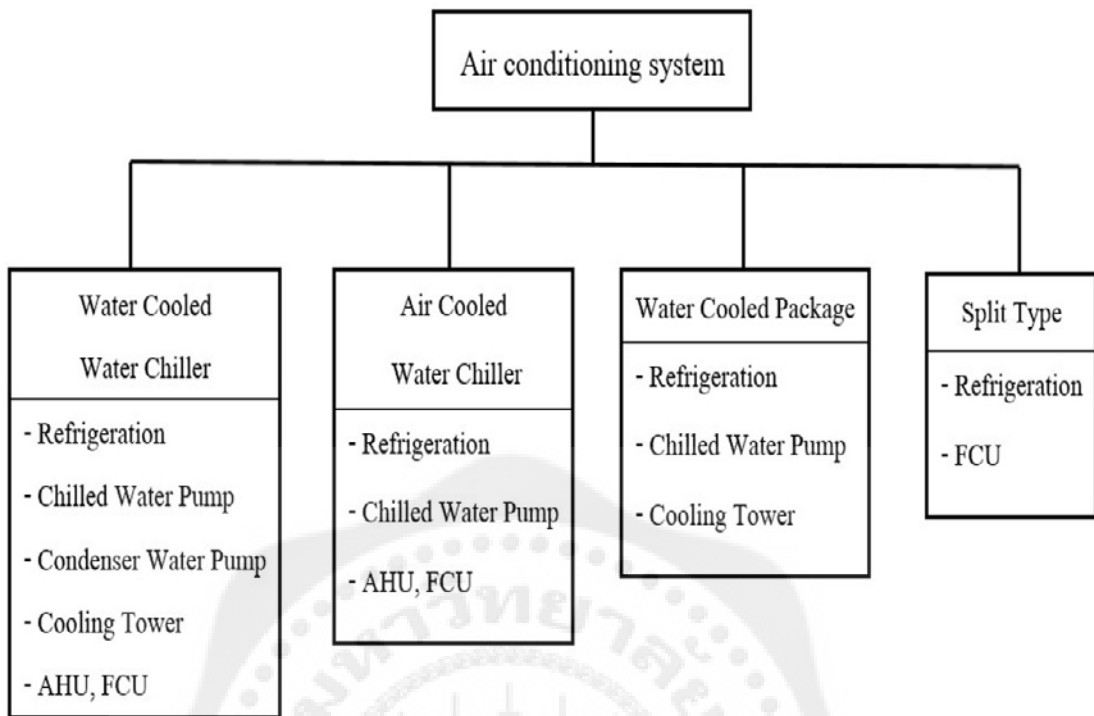 Air conditioning system
Water Cooled
Water Chiller
- Refrigeration
- Chilled Water Pump
- Condenser Water Pump
- Cooling Tower
- AHU, FCU
Air Cooled
Water Chiller
- Refrigeration
- Chilled Water Pump
- AHU, FCU
Water Cooled Package
- Refrigeration
- Chilled Water Pump
- Cooling Tower
Split Type
- Refrigeration
- FCU